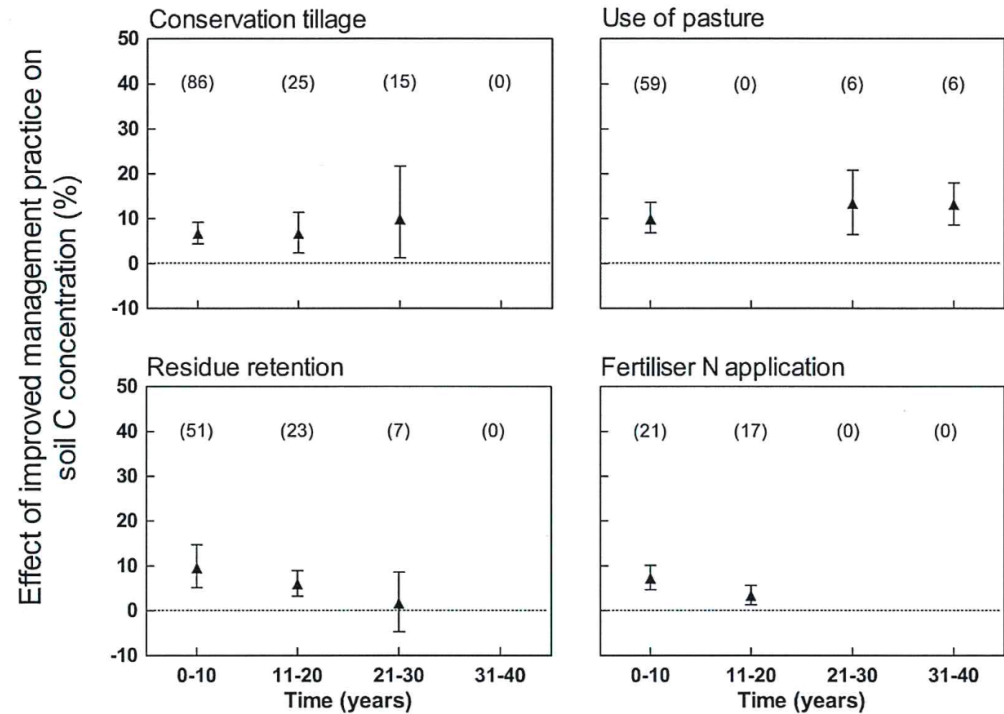 Effect of improved management practice on
soil C concentration (%)
Conservation tillage
50
40
30
20
10
0
-10
(86) (25) (15) (0)
Use of pasture
(59) (0) (6) (6)
Residue retention
50
40
30
20
10
0
-10
(51) (23) (7) (0)
0-10 11-20 21-30 31-40
Time (years)
Fertiliser N application
(21) (17) (0) (0)
0-10 11-20 21-30 31-40
Time (years)